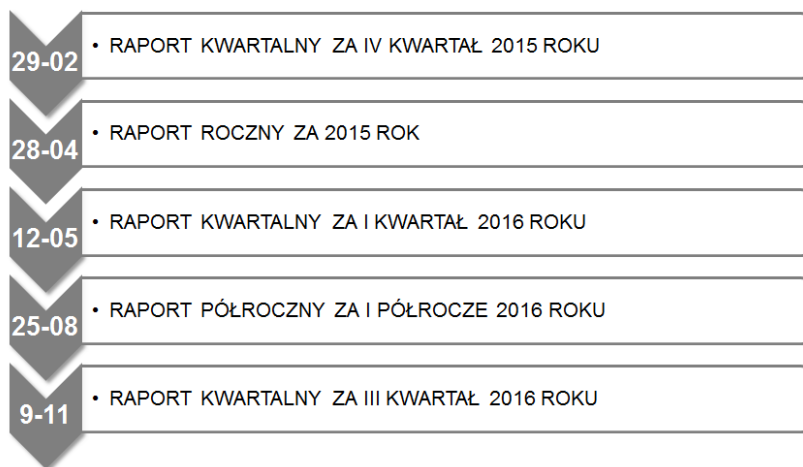 29-02
• RAPORT KWARTALNY ZA IV KWARTAŁ 2015 ROKU
28-04
• RAPORT ROCZNY ZA 2015 ROK
12-05
• RAPORT KWARTALNY ZA I KWARTAŁ 2016 ROKU
25-08
• RAPORT PÓŁROCZNY ZA I PÓŁROCZE 2016 ROKU
9-11
• RAPORT KWARTALNY ZA III KWARTAŁ 2016 ROKU